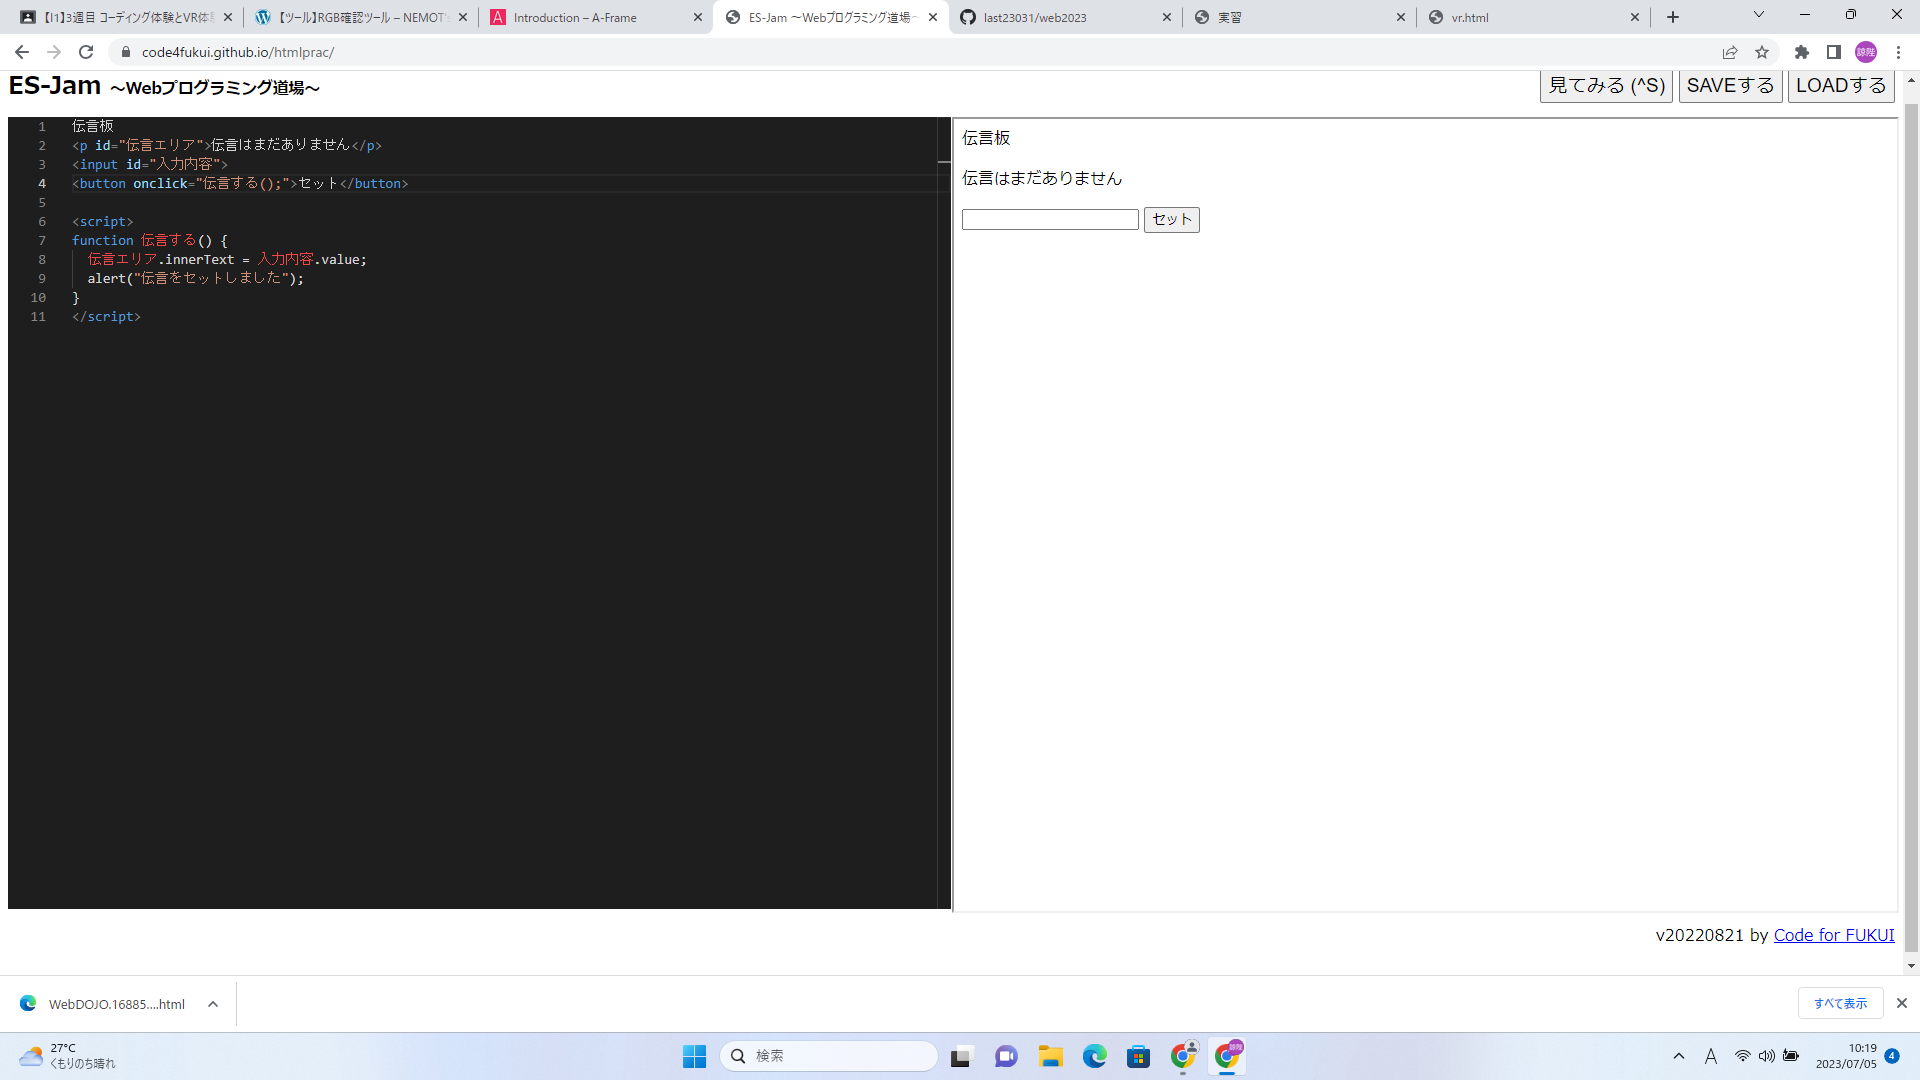 【I1】3週目 コーディング体験とVR体
【ツール】RGB確認ツール – NEMOT'
Introduction – A-Frame
ES-Jam ～Webプログラミング道場～
last23031/web2023
実習
vr.html
code4fukui.github.io/htmlprac/
諒陛
ES-Jam ～Webプログラミング道場～
見てみる (^S)
SAVEする
LOADする
1 伝言板
2 <p id="伝言エリア">伝言はまだありません</p>
3 <input id="入力内容">
4 <button onclick="伝言する();">セット</button>
5
6 <script>
7 function 伝言する() {
8 伝言エリア.innerText = 入力内容.value;
9 alert("伝言をセットしました");
10 }
11 </script>
伝言板
伝言はまだありません
セット
v20220821 by Code for FUKUI
WebDOJO.16885....html
すべて表示
27°C
くもりのち晴れ
検索
A
10:19
2023/07/05
4